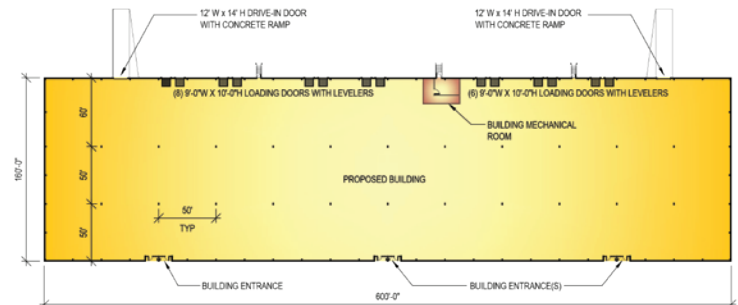 12' W x 14' H DRIVE-IN DOOR
WITH CONCRETE RAMP
12' W x 14' H DRIVE-IN DOOR
WITH CONCRETE RAMP
(8) 9'-0"W X 10'-0"H LOADING DOORS WITH LEVELERS
(6) 9'-0"W X 10'-0"H LOADING DOORS WITH LEVELERS
60'
BUILDING MECHANICAL
ROOM
160'-0"
PROPOSED BUILDING
50'
50'
TYP
50'
BUILDING ENTRANCE
BUILDING ENTRANCE(S)
600'-0"